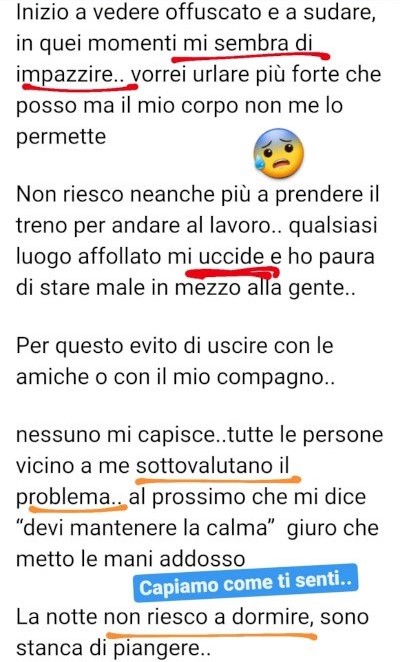 Inizio a vedere offuscato e a sudare,
in quei momenti mi sembra di
impazzire.. vorrei urlare più forte che
posso ma il mio corpo non me lo
permette
Non riesco neanche più a prendere il
treno per andare al lavoro.. qualsiasi
luogo affollato mi uccide e ho paura
di stare male in mezzo alla gente..
Per questo evito di uscire con le
amiche o con il mio compagno..
nessuno mi capisce..tutte le persone
vicino a me sottovalutano il
problema.. al prossimo che mi dice
“devi mantenere la calma” giuro che
metto le mani addosso
Capiamo come ti senti..
La notte non riesco a dormire, sono
stanca di piangere..